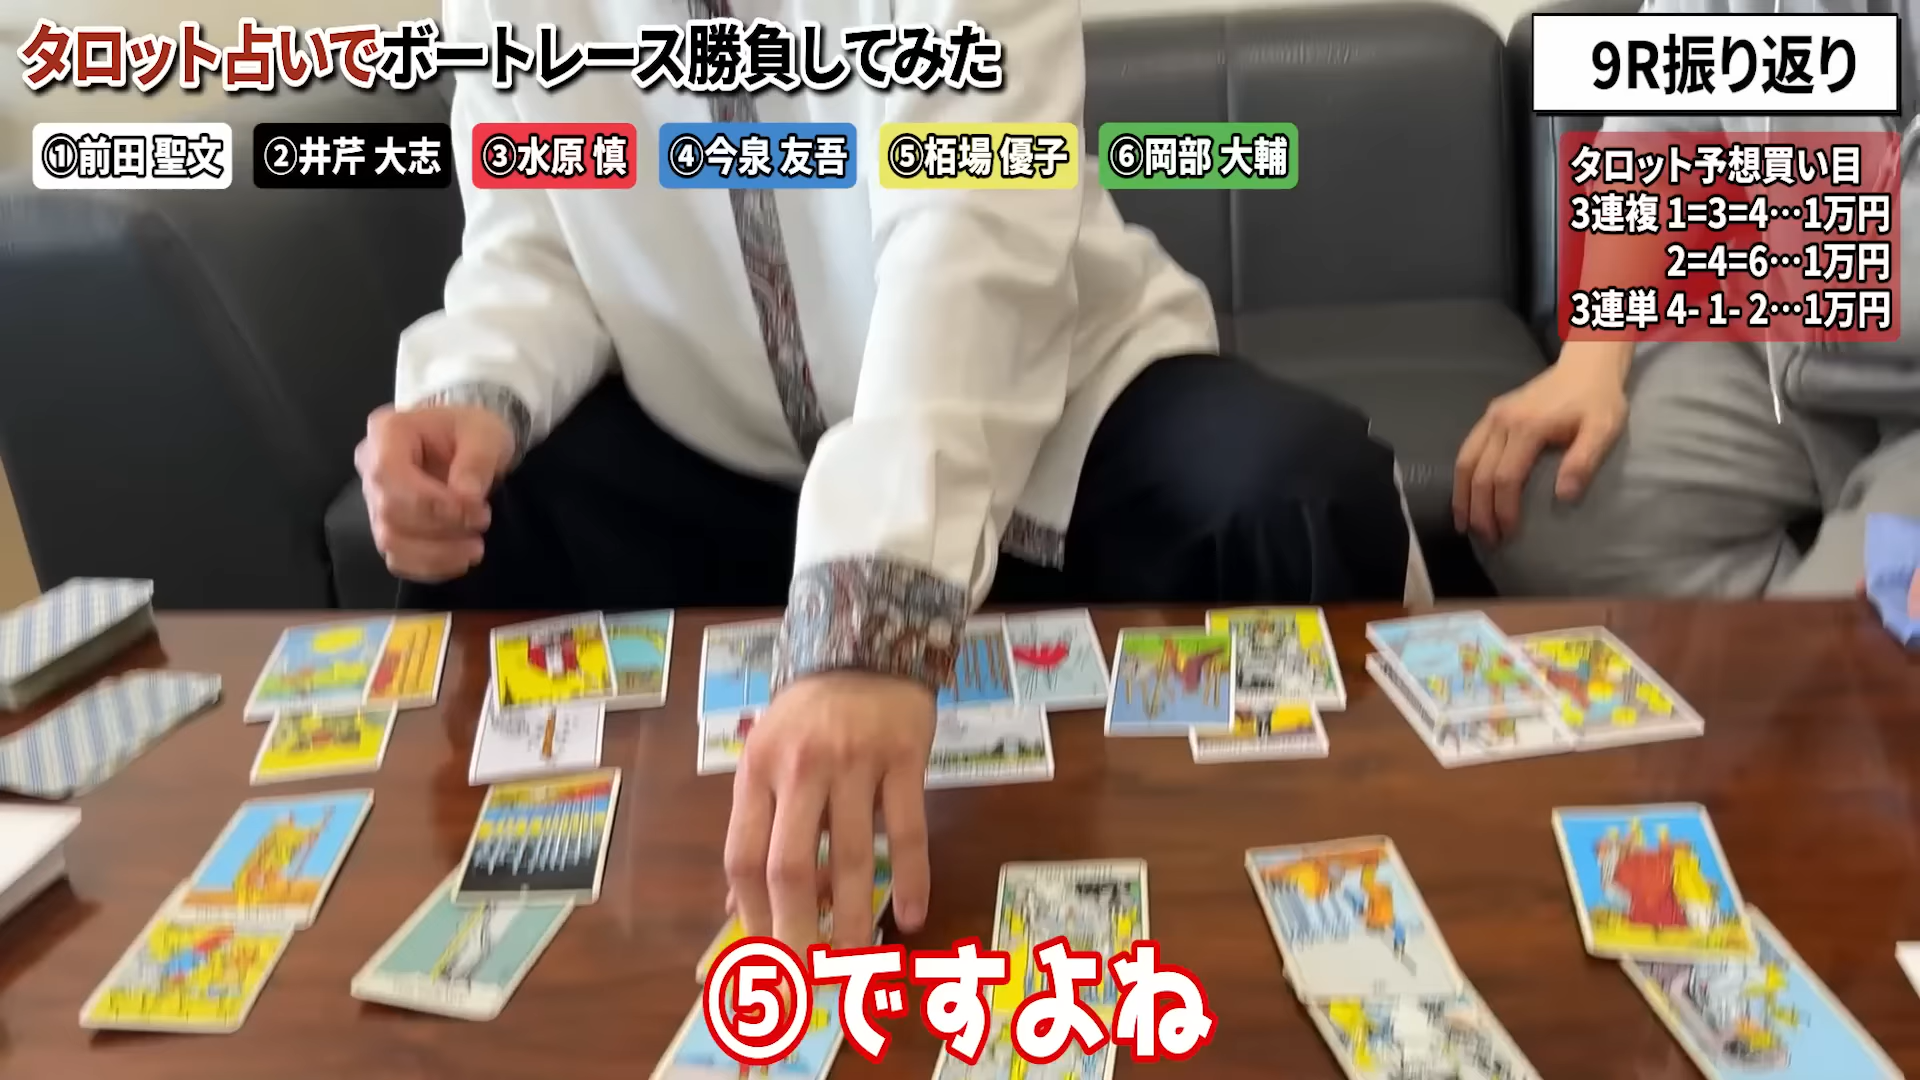 タロット占いでボートレース勝負してみた
9R振り返り
①前田 聖文
②井芹 大志
③水原 慎
④今泉 友吾
⑤栢場 優子
⑥岡部 大輔
タロット予想買い目
3連複 1=3=4…1万円
2=4=6…1万円
3連単 4- 1- 2…1万円
⑤ですよね